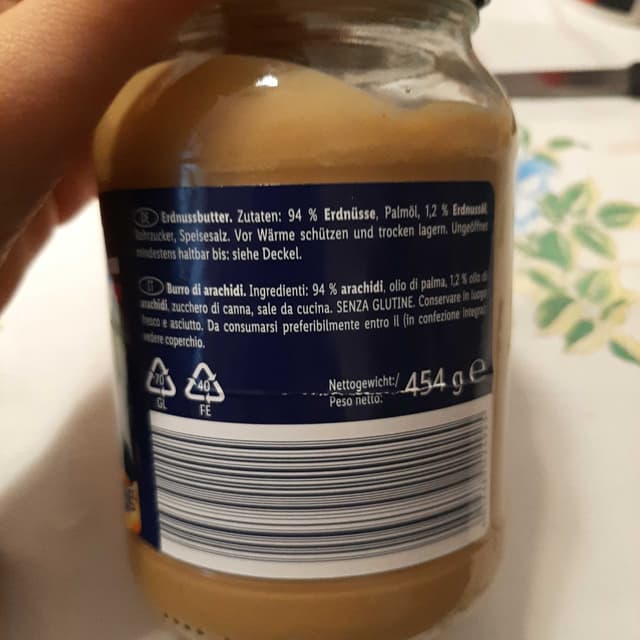 DE Erdnussbutter. Zutaten: 94 % Erdnüsse, Palmöl, 1,2 % Erdnussöl,
Rohrzucker, Speisesalz. Vor Wärme schützen und trocken lagern. Ungeöffnet
mindestens haltbar bis: siehe Deckel.
IT Burro di arachidi. Ingredienti: 94 % arachidi, olio di palma, 1,2 % olio di
arachidi, zucchero di canna, sale da cucina. SENZA GLUTINE. Conservare in luogo
fresco e asciutto. Da consumarsi preferibilmente entro il (in confezione integra):
vedere coperchio.
70 40
GL FE
Nettogewicht:/ 454 g e
Peso netto: